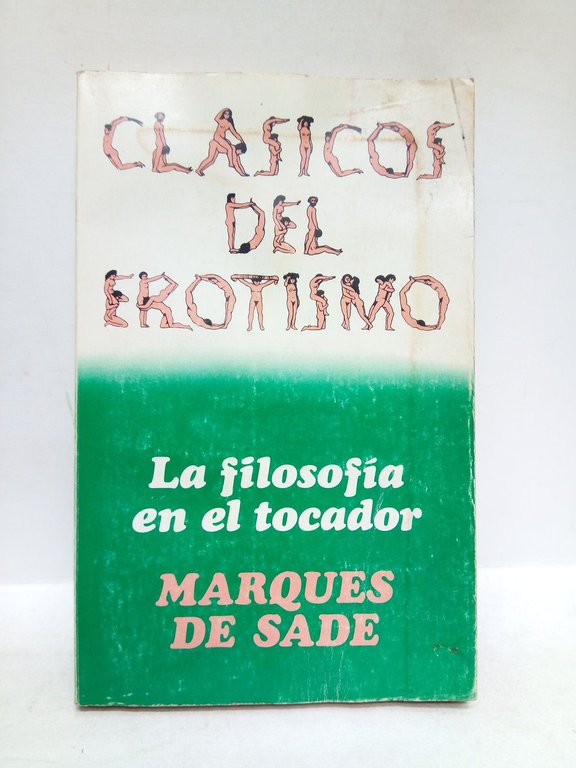 CLASICOS
DEL
EROTISMO
La filosofía
en el tocador
MARQUES
DE SADE